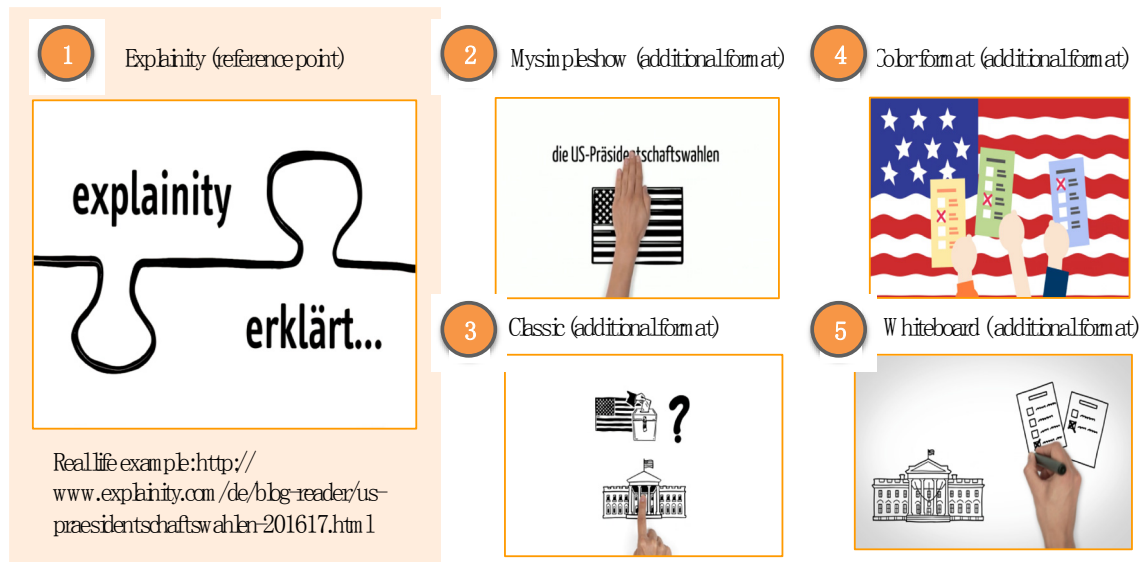 1
Explainity (reference point)
explainity
erklärt...
Real life example: http://
www.explainity.com/de/blog-reader/us-
praesidentschaftswahlen-201617.html
2
Mysimpleshow (additional format)
die US-Präsidentschaftswahlen
3
Classic (additional format)
?
4
Color format (additional format)
5
Whiteboard (additional format)